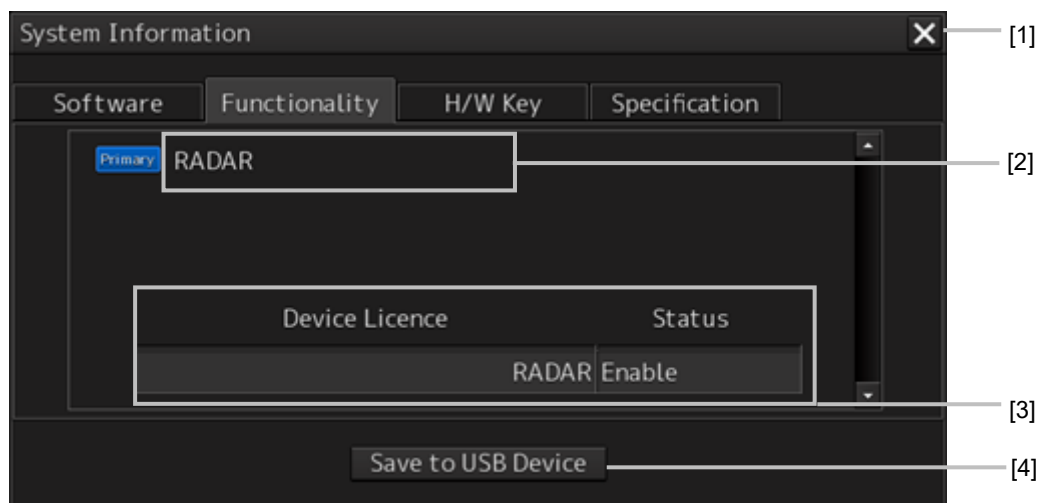 System Information
[1]
Software Functionality H/W Key Specification
Primary RADAR
[2]
Device Licence Status
RADAR Enable
[3]
Save to USB Device
[4]